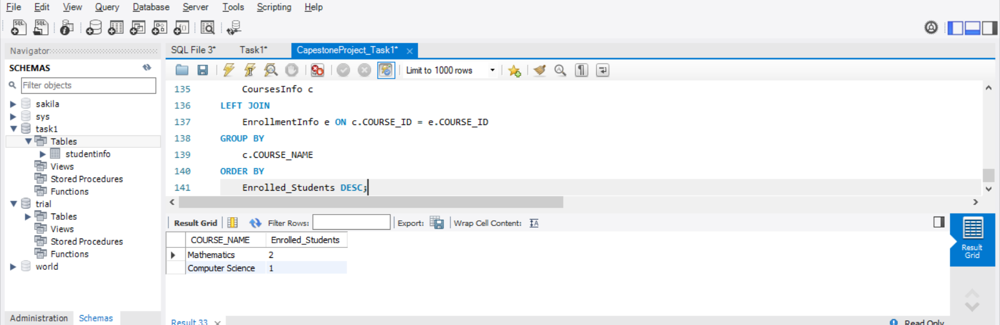 File Edit View Query Database Server Tools Scripting Help
SQL SQL
Navigator
SCHEMAS
Filter objects
sakila
sys
task1
Tables
studentinfo
Views
Stored Procedures
Functions
trial
Tables
Views
Stored Procedures
Functions
world
Administration Schemas
SQL File 3* Task1* CapestoneProject_Task1*
Limit to 1000 rows
135 CoursesInfo c
136 LEFT JOIN
137 EnrollmentInfo e ON c.COURSE_ID = e.COURSE_ID
138 GROUP BY
139 c.COURSE_NAME
140 ORDER BY
141 Enrolled_Students DESC;
Result Grid Filter Rows: Export: Wrap Cell Content:
COURSE_NAME Enrolled_Students
Mathematics 2
Computer Science 1
Result
Grid
Result 33 Read Only